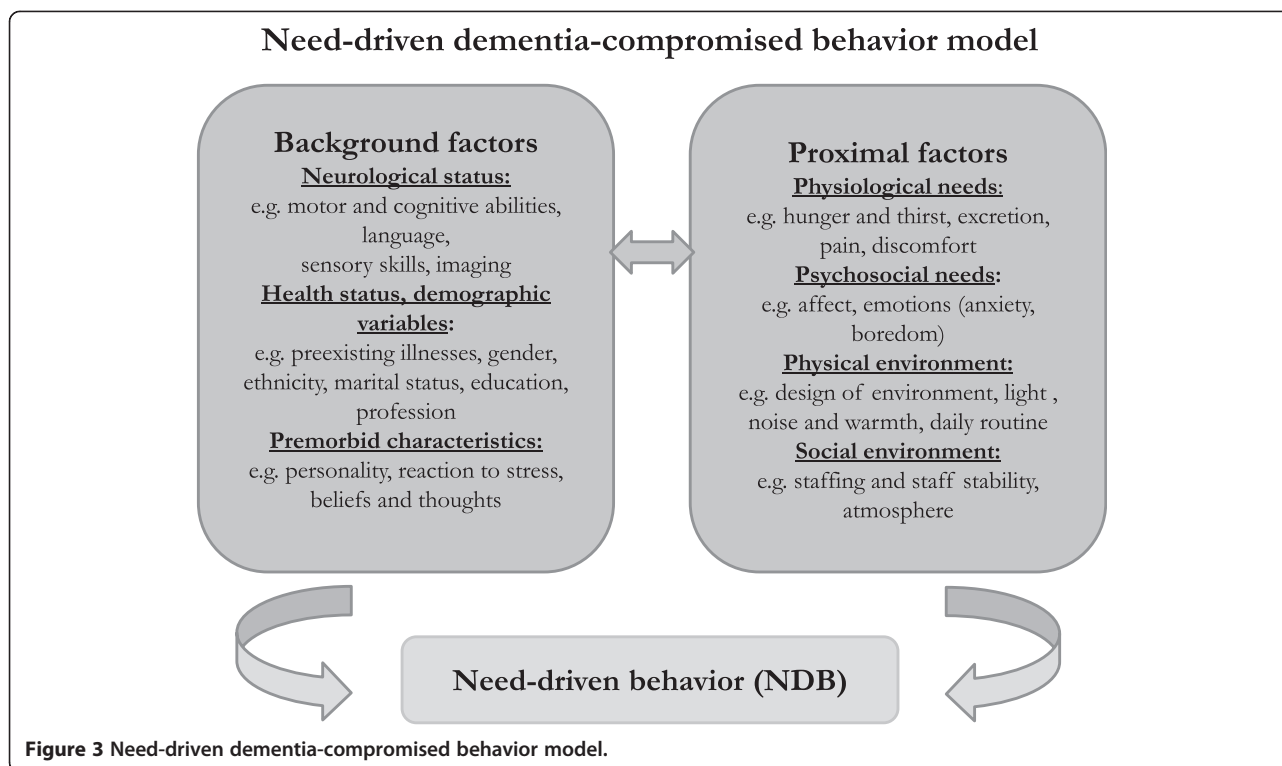 Need-driven dementia-compromised behavior model
Background factors
Neurological status:
e.g. motor and cognitive abilities,
language,
sensory skills, imaging
Health status, demographic
variables:
e.g. preexisting illnesses, gender,
ethnicity, marital status, education,
profession
Premorbid characteristics:
e.g. personality, reaction to stress,
beliefs and thoughts
Proximal factors
Physiological needs:
e.g. hunger and thirst, excretion,
pain, discomfort
Psychosocial needs:
e.g. affect, emotions (anxiety,
boredom)
Physical environment:
e.g. design of environment, light ,
noise and warmth, daily routine
Social environment:
e.g. staffing and staff stability,
atmosphere
Need-driven behavior (NDB)
Figure 3 Need-driven dementia-compromised behavior model.